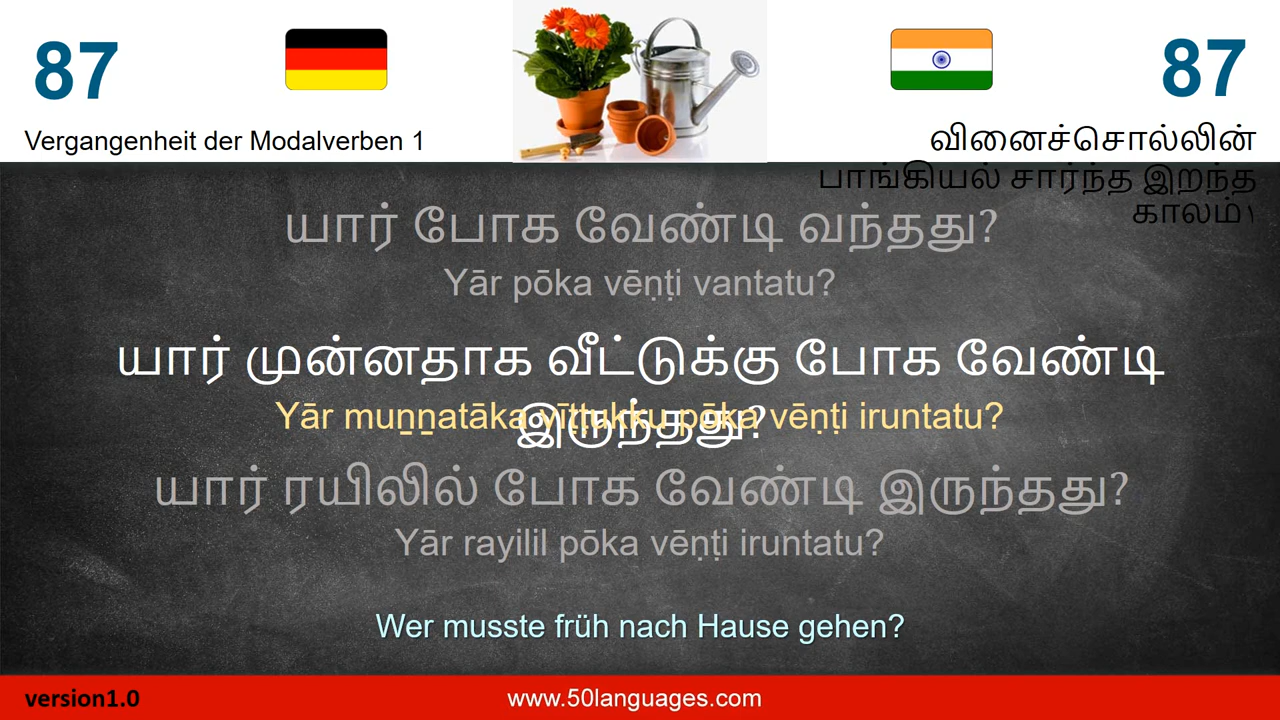 87
87
Vergangenheit der Modalverben 1
வினைச்சொல்லின்
பாங்கியல் சார்ந்த இறந்த
காலம்١
யார் போக வேண்டி வந்தது?
Yār pōka vēṇṭi vantatu?
யார் முன்னதாக வீட்டுக்கு போக வேண்டி
இருந்தது?
Yār muṉṉatāka vīṭṭukku pōka vēṇṭi iruntatu?
யார் ரயிலில் போக வேண்டி இருந்தது?
Yār rayilil pōka vēṇṭi iruntatu?
Wer musste früh nach Hause gehen?
version1.0
www.50languages.com